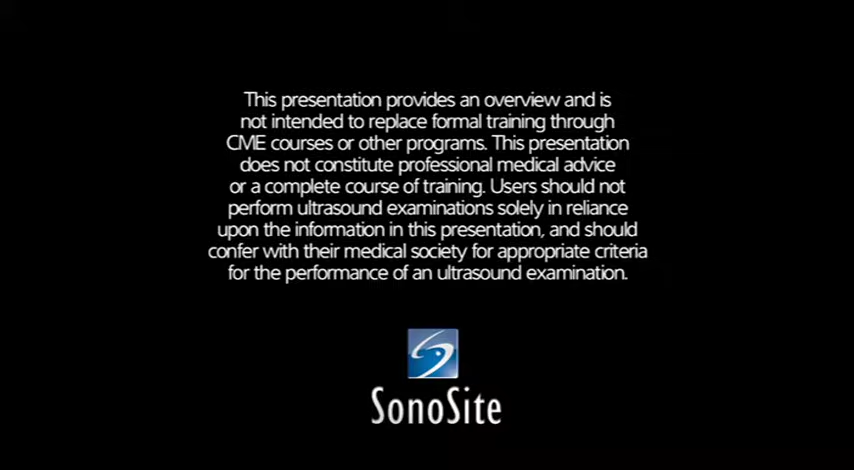 This presentation provides an overview and is
not intended to replace formal training through
CME courses or other programs. This presentation
does not constitute professional medical advice
or a complete course of training. Users should not
perform ultrasound examinations solely in reliance
upon the information in this presentation, and should
confer with their medical society for appropriate criteria
for the performance of an ultrasound examination.
SonoSite